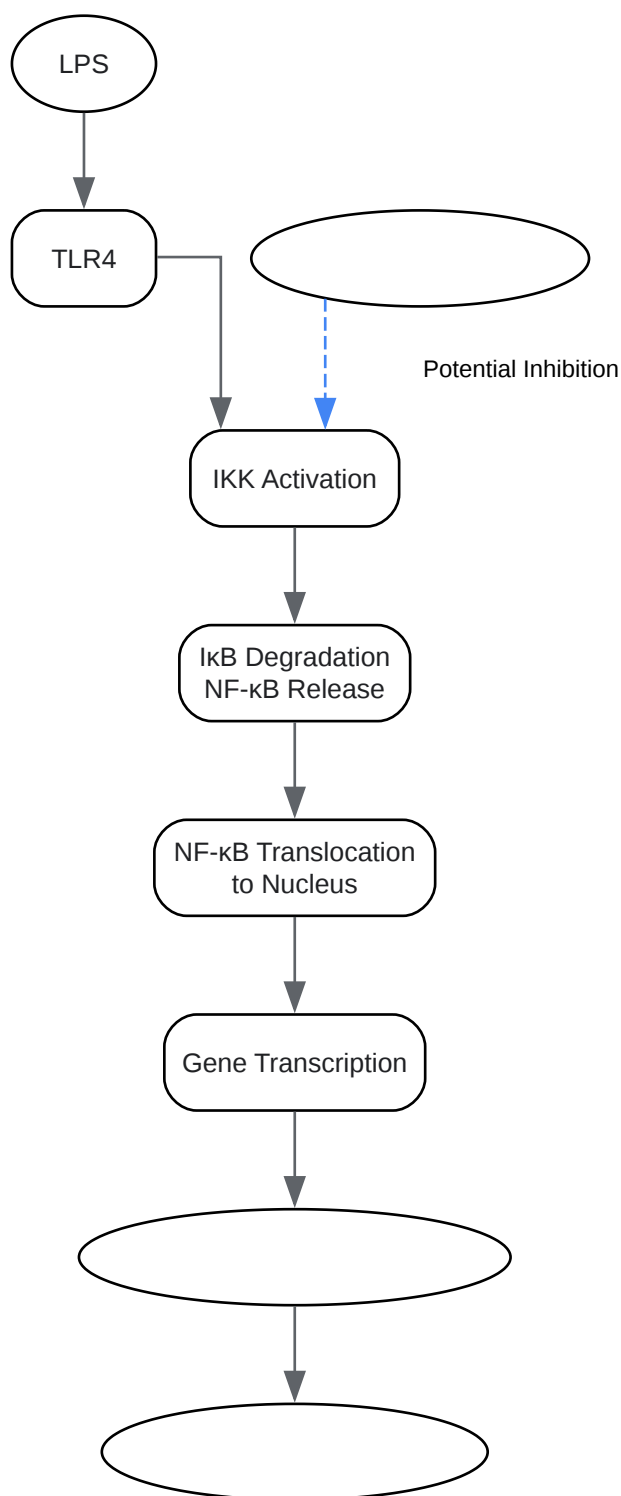 LPS
TLR4
Potential Inhibition
IKK Activation
IκB Degradation
NF-κB Release
NF-κB Translocation
to Nucleus
Gene Transcription